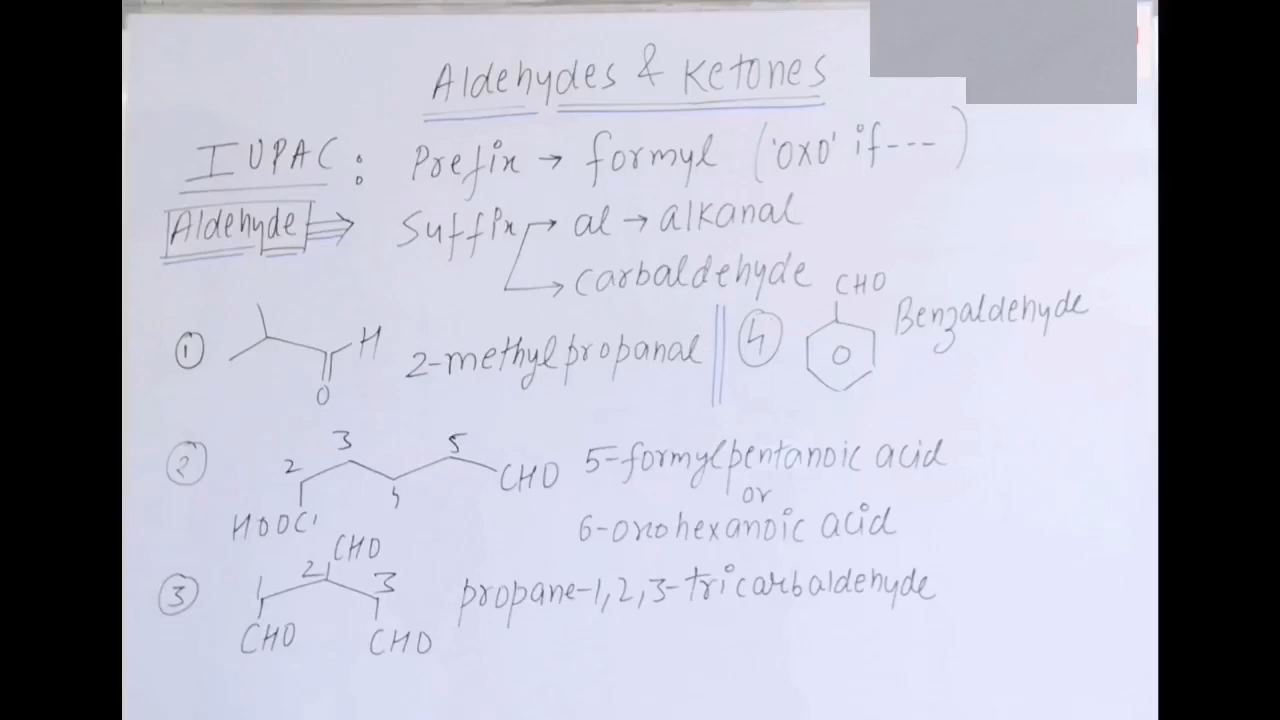 Aldehydes & Ketones
IUPAC: Prefix → formyl ('oxo' if---)
Aldehyde ⇒ Suffix → al → alkanal
→ carbaldehyde
① H O 2-methylpropanal
④ CHO Benzaldehyde
② HOOC 1 2 3 4 5 CHO 5-formylpentanoic acid
or
6-oxohexanoic acid
③ 1 2 3 CHO CHO CHO propane-1,2,3-tricarbaldehyde